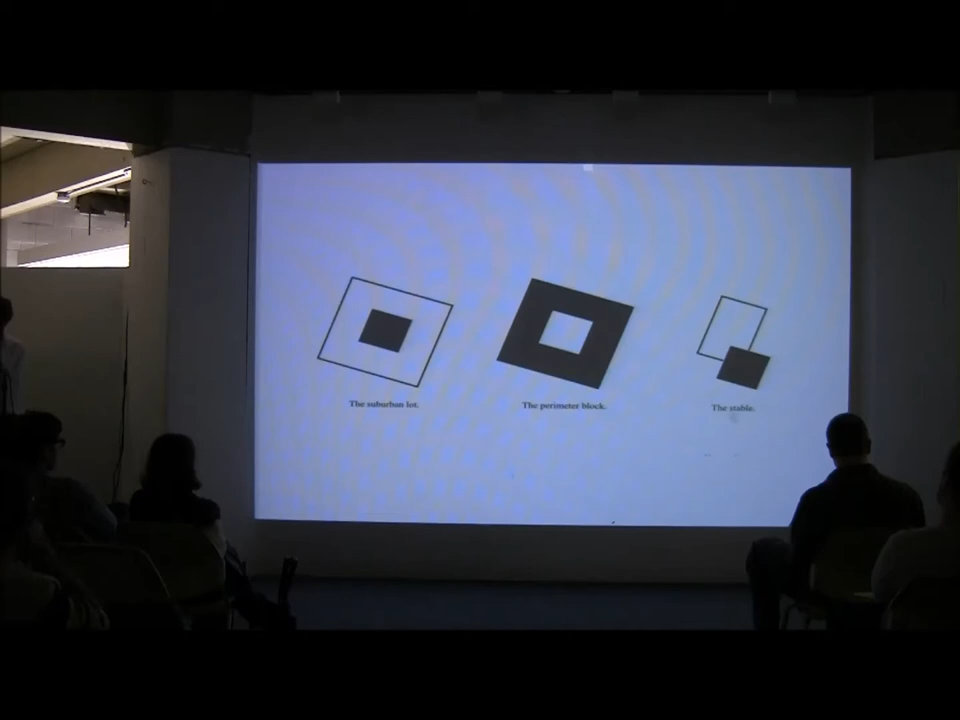 The suburban lot.
The perimeter block.
The stable.